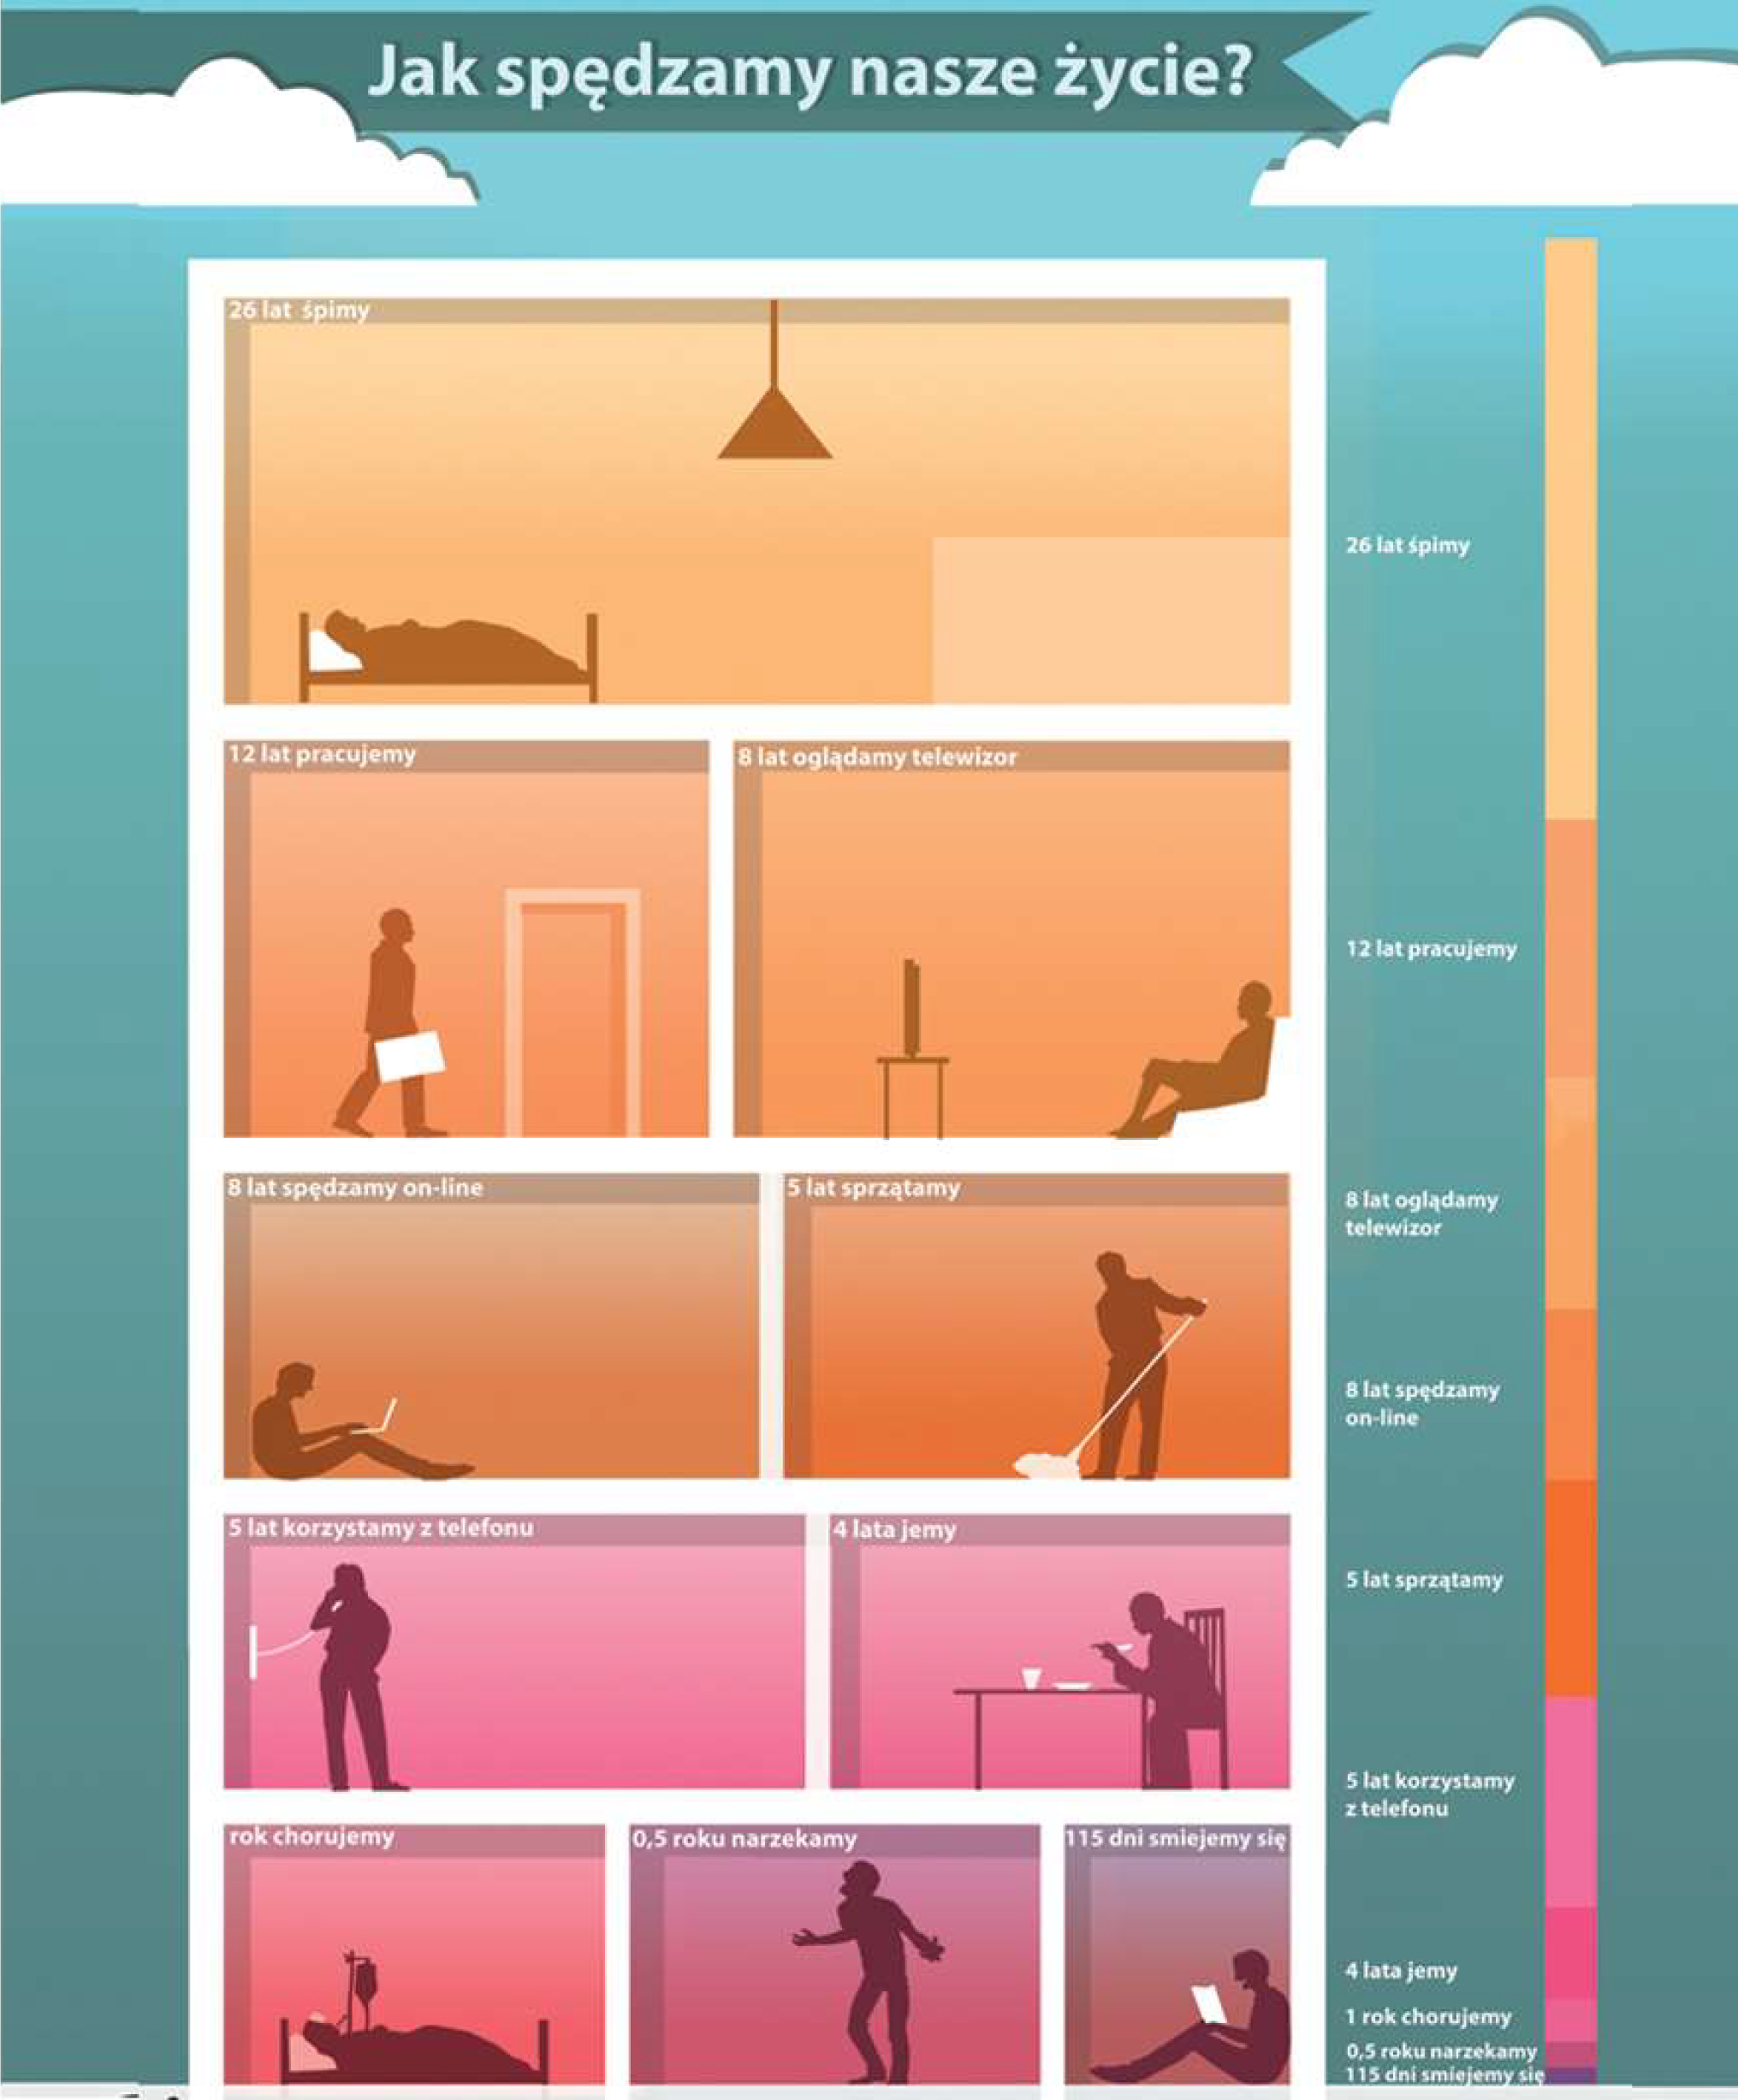 Jak spędzamy nasze życie?
26 lat śpimy
26 lat śpimy
12 lat pracujemy
8 lat oglądamy telewizor
12 lat pracujemy
8 lat spędzamy on-line
5 lat sprzątamy
8 lat oglądamy
telewizor
8 lat spędzamy
on-line
5 lat korzystamy z telefonu
4 lata jemy
5 lat sprzątamy
5 lat korzystamy
z telefonu
rok chorujemy
0,5 roku narzekamy
115 dni smiejemy się
4 lata jemy
1 rok chorujemy
0,5 roku narzekamy
115 dni smiejemy się